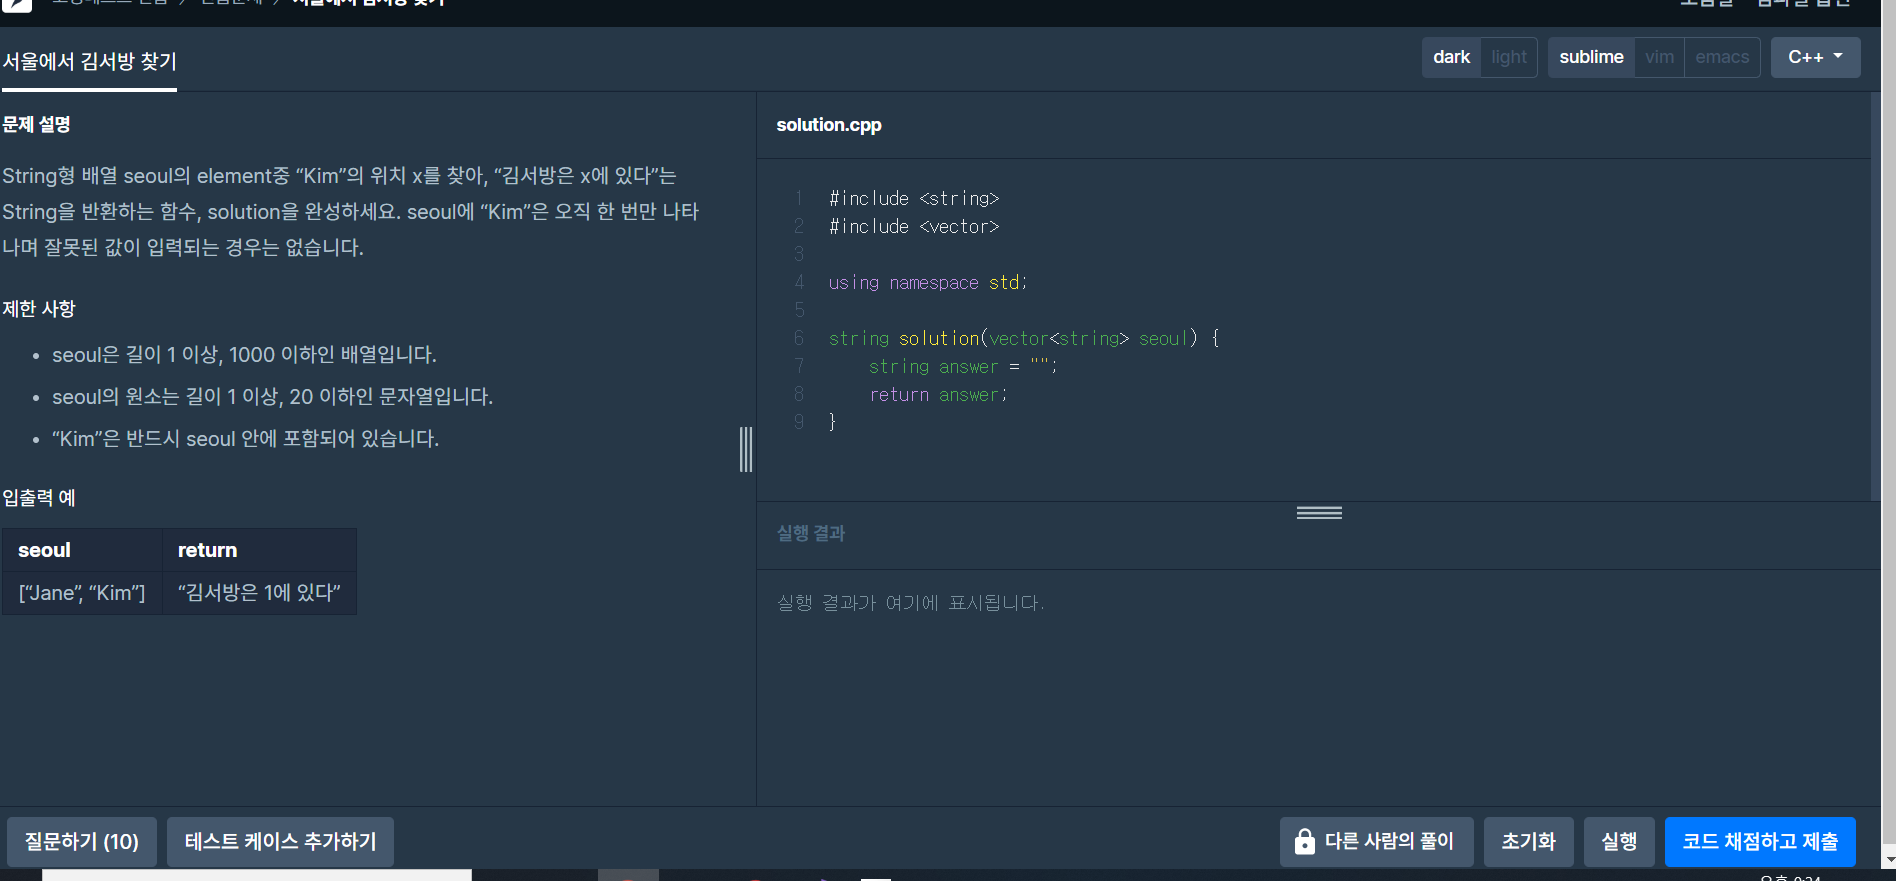 서울에서 김서방 찾기
서울에서 김서방 찾기
dark light sublime vim emacs C++
문제 설명
String형 배열 seoul의 element중 “Kim”의 위치 x를 찾아, “김서방은 x에 있다”는
String을 반환하는 함수, solution을 완성하세요. seoul에 “Kim”은 오직 한 번만 나타
나며 잘못된 값이 입력되는 경우는 없습니다.
제한 사항
• seoul은 길이 1 이상, 1000 이하인 배열입니다.
• seoul의 원소는 길이 1 이상, 20 이하인 문자열입니다.
• “Kim”은 반드시 seoul 안에 포함되어 있습니다.
입출력 예
seoul return
[“Jane”, “Kim”] “김서방은 1에 있다”
solution.cpp
1 #include <string>
2 #include <vector>
3
4 using namespace std;
5
6 string solution(vector<string> seoul) {
7     string answer = "";
8     return answer;
9 }
실행 결과
실행 결과가 여기에 표시됩니다.
질문하기 (10) 테스트 케이스 추가하기 다른 사람의 풀이 초기화 실행 코드 채점하고 제출